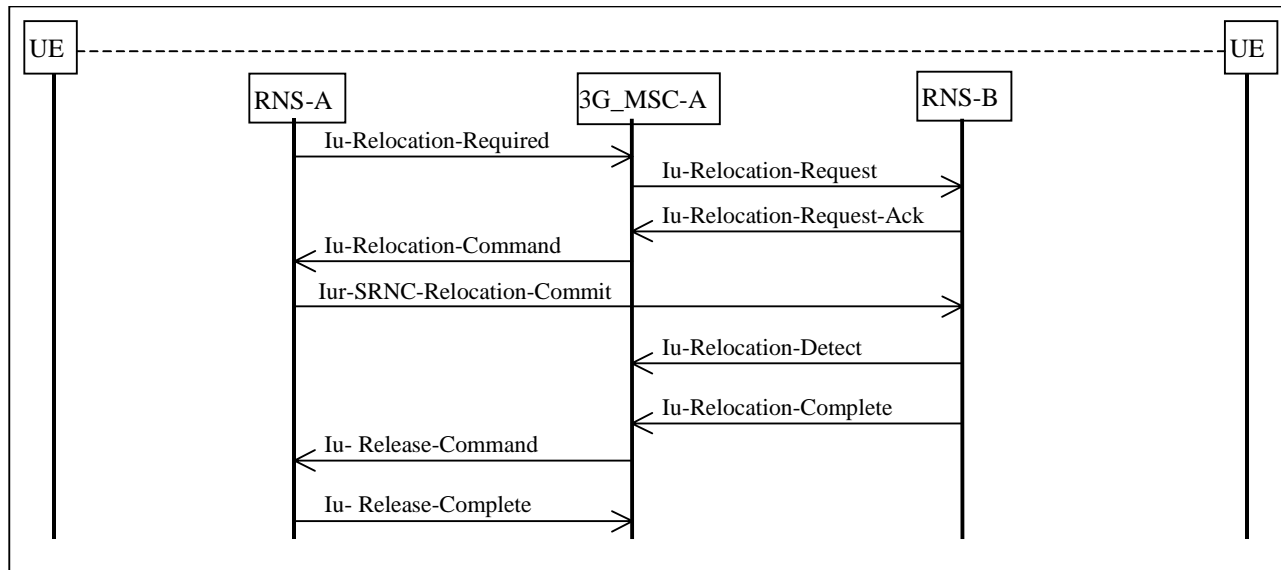 UE
UE
RNS-A
3G_MSC-A
RNS-B
Iu-Relocation-Required
Iu-Relocation-Request
Iu-Relocation-Request-Ack
Iu-Relocation-Command
Iur-SRNC-Relocation-Commit
Iu-Relocation-Detect
Iu-Relocation-Complete
Iu- Release-Command
Iu- Release-Complete